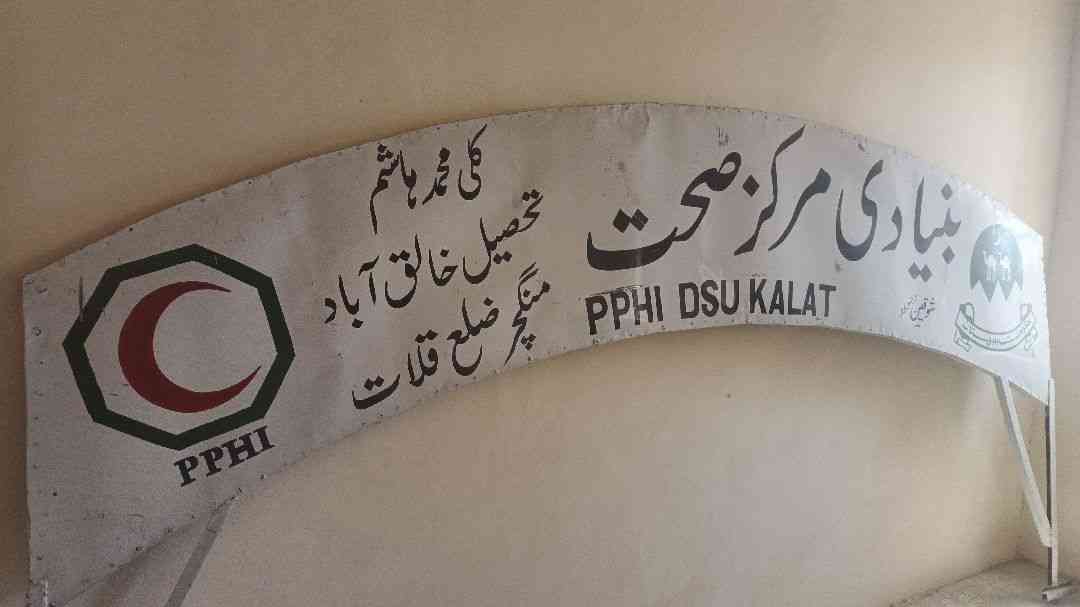 بنیادی مرکز صحت
PPHI DSU KALAT
کلی محمد ہاشم
تحصیل خالق آباد
منگچر ضلع قلات
PPHI